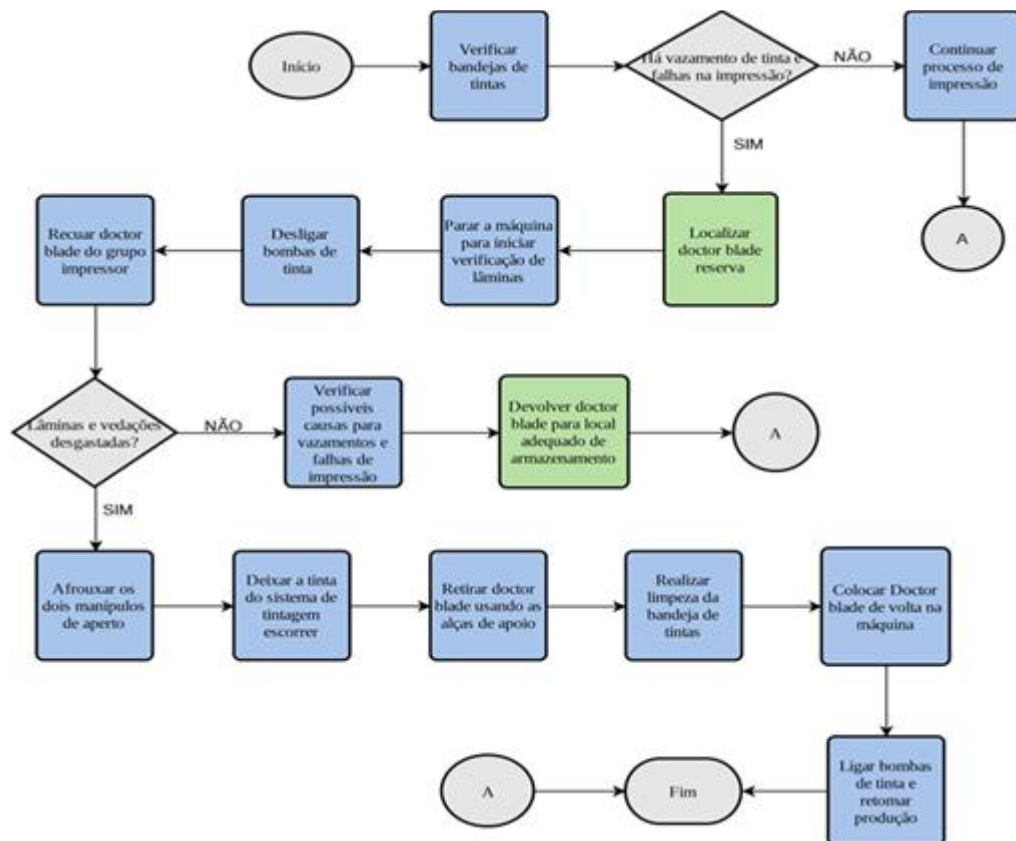 Início
Verificar
bandejas de
tintas
Há vazamento de tinta e
falhas na impressão?
NÃO
Continuar
processo de
impressão
SIM
A
Recuar doctor
blade do grupo
impressor
Desligar
bombas de
tinta
Parar a máquina
para iniciar
verificação de
lâminas
Localizar
doctor blade
reserva
Lâminas e vedações
desgastadas?
NÃO
Verificar
possíveis
causas para
vazamentos e
falhas de
impressão
Devolver doctor
blade para local
adequado de
armazenamento
A
SIM
Afrouxar os
dois manípulos
de aperto
Deixar a tinta
do sistema de
tintagem
escorrer
Retirar doctor
blade usando as
alças de apoio
Realizar
limpeza da
bandeja de
tintas
Colocar Doctor
blade de volta na
máquina
A
Fim
Ligar bombas
de tinta e
retomar
produção